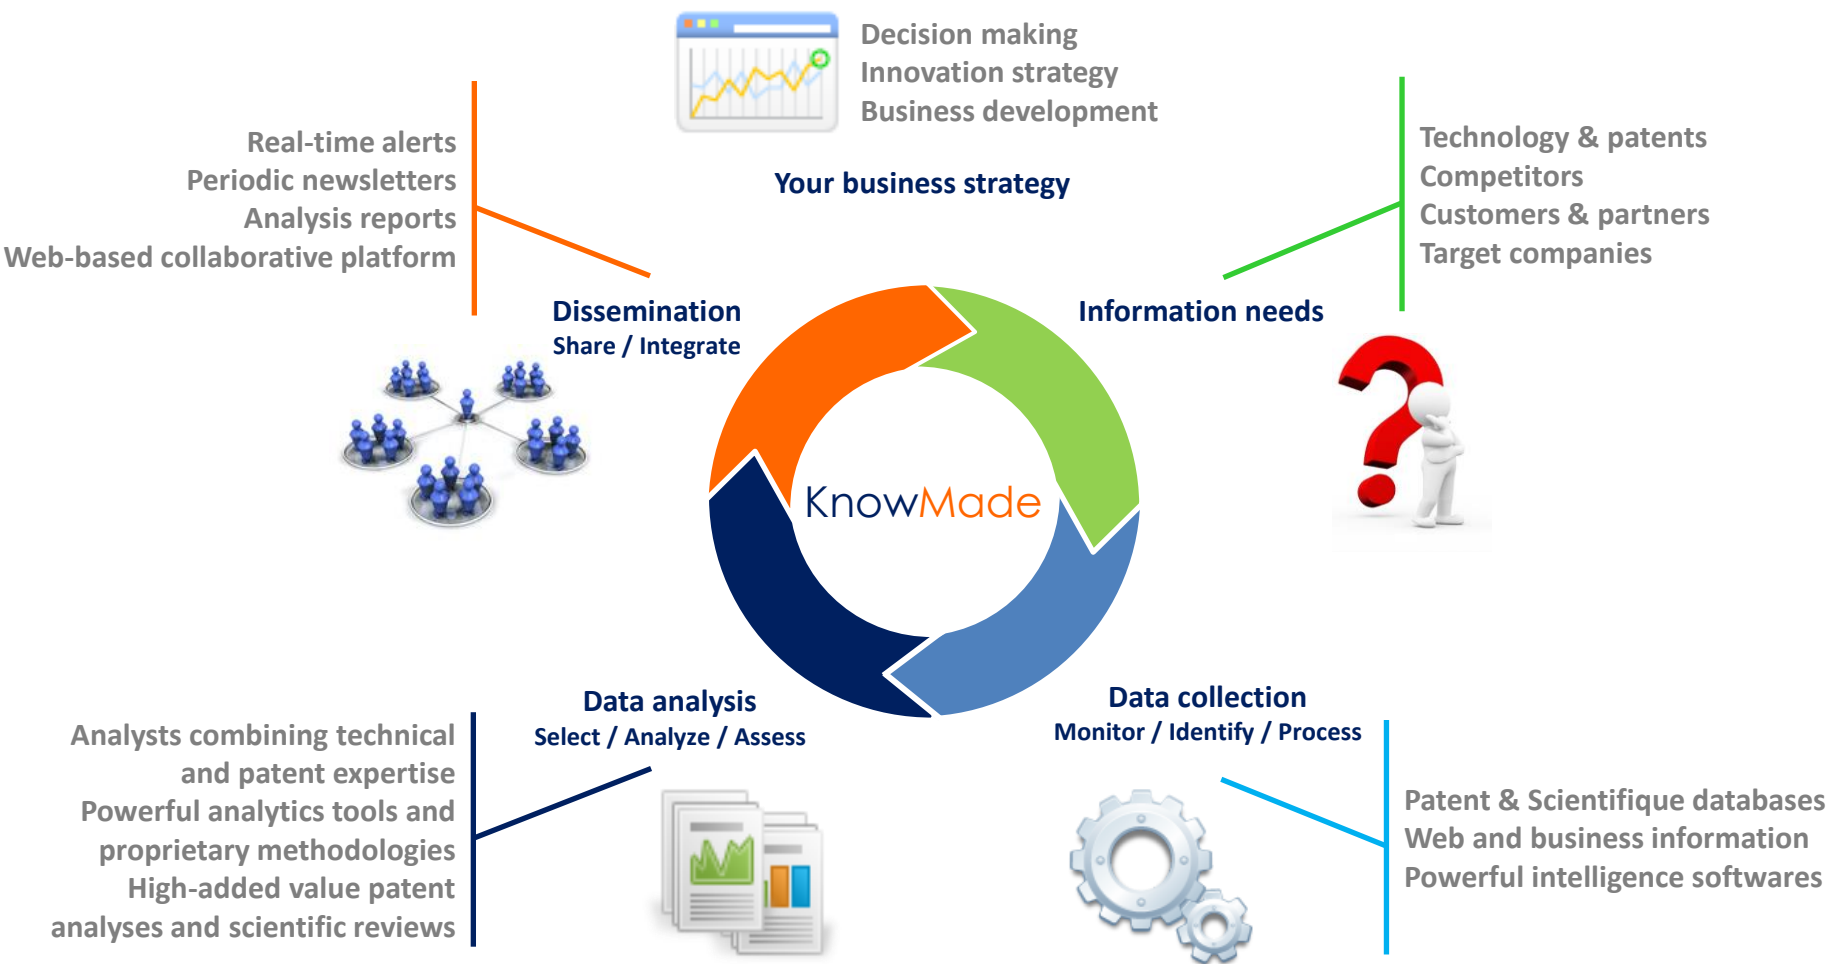 Decision making
Innovation strategy
Business development
Your business strategy
Real-time alerts
Periodic newsletters
Analysis reports
Web-based collaborative platform
Dissemination
Share / Integrate
Technology & patents
Competitors
Customers & partners
Target companies
Information needs
KnowMade
Data analysis
Select / Analyze / Assess
Analysts combining technical
and patent expertise
Powerful analytics tools and
proprietary methodologies
High-added value patent
analyses and scientific reviews
Data collection
Monitor / Identify / Process
Patent & Scientifique databases
Web and business information
Powerful intelligence softwares